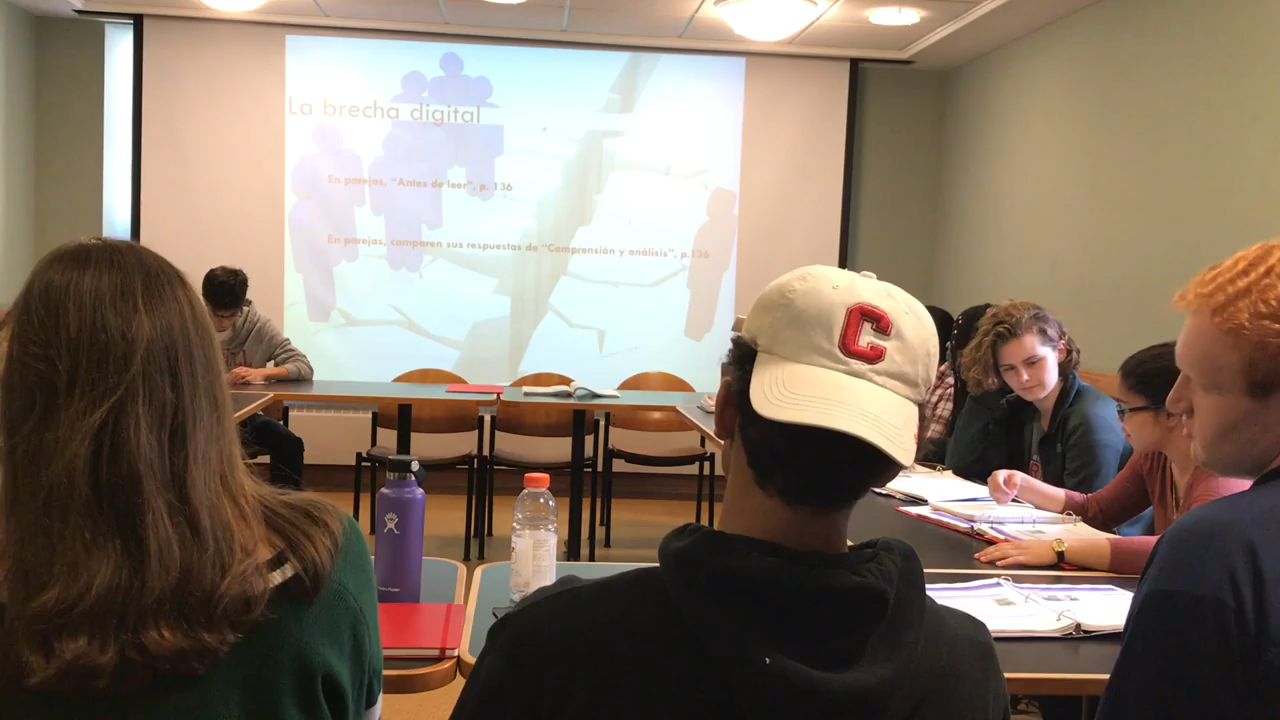 La brecha digital
En parejas, "Antes de leer", p. 136
En parejas, comparen sus respuestas de "Comprensión y análisis", p.136
C